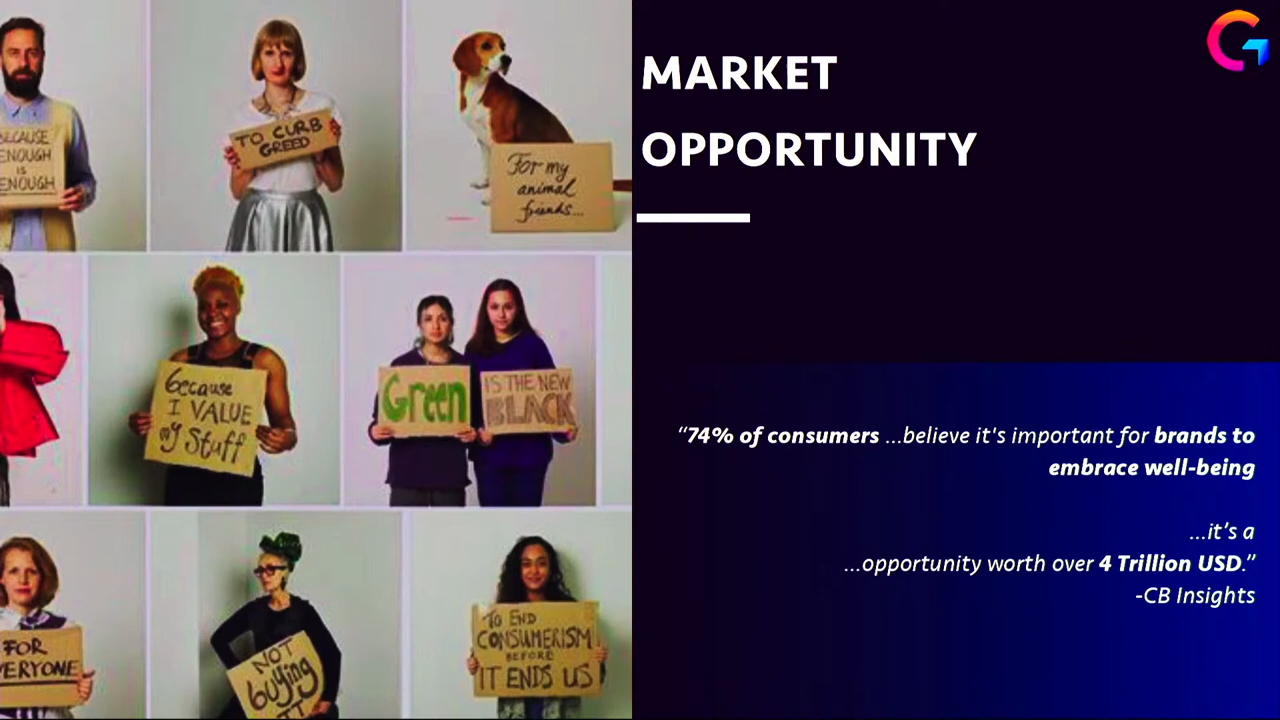 BECAUSE
ENOUGH
IS
ENOUGH
TO CURB
GREED
For my
animal
friends...
because
I VALUE
my Stuff
Green
IS THE NEW
BLACK
FOR
NOT
buying
IT
TO END
CONSUMERISM
BEFORE
IT ENDS US
MARKET
OPPORTUNITY
“74% of consumers ...believe it's important for brands to
embrace well-being
...it's a
...opportunity worth over 4 Trillion USD.”
-CB Insights